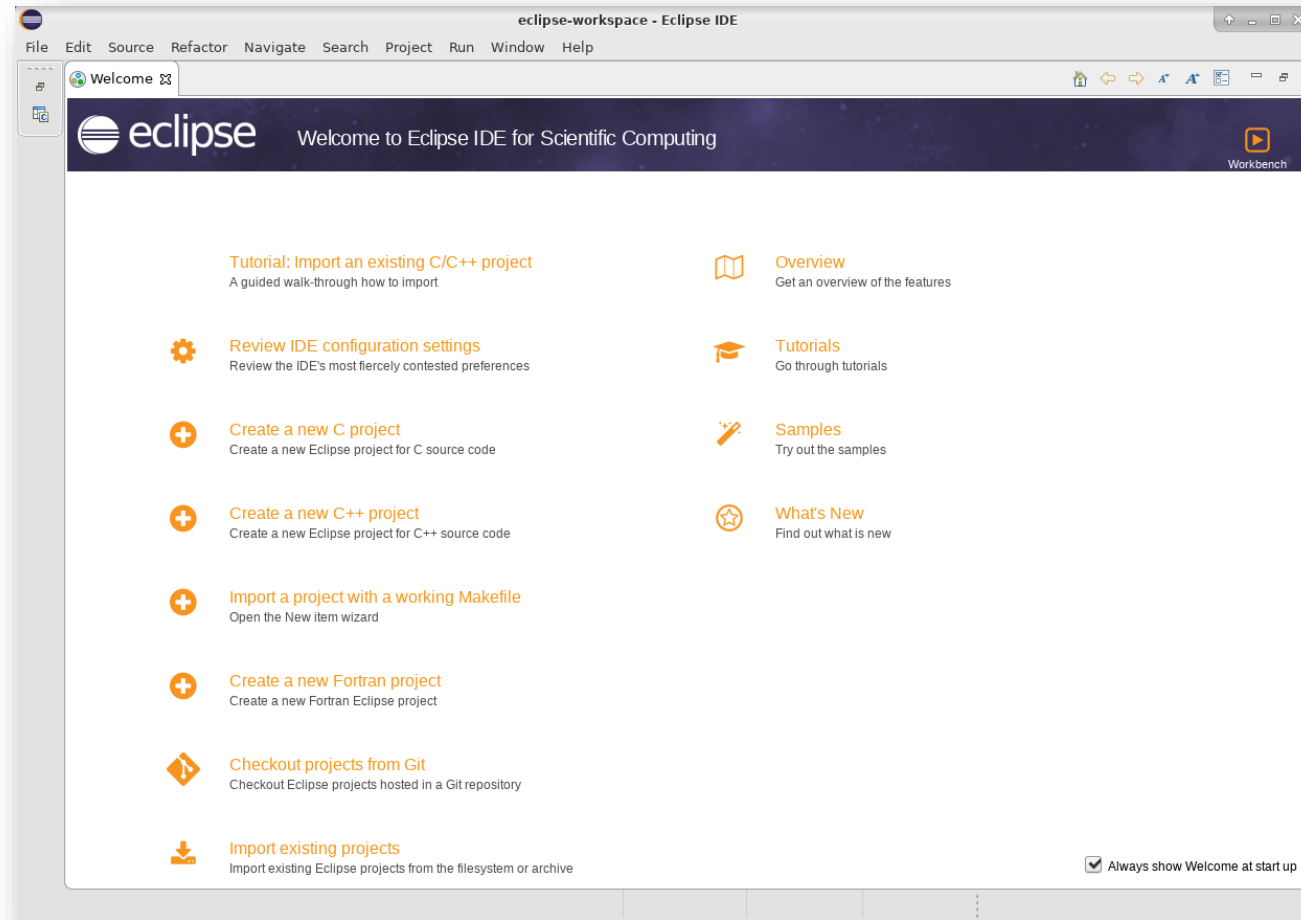 eclipse-workspace - Eclipse IDE
File Edit Source Refactor Navigate Search Project Run Window Help
Welcome
eclipse Welcome to Eclipse IDE for Scientific Computing
Workbench
Tutorial: Import an existing C/C++ project
A guided walk-through how to import
Review IDE configuration settings
Review the IDE's most fiercely contested preferences
Create a new C project
Create a new Eclipse project for C source code
Create a new C++ project
Create a new Eclipse project for C++ source code
Import a project with a working Makefile
Open the New item wizard
Create a new Fortran project
Create a new Fortran Eclipse project
Checkout projects from Git
Checkout Eclipse projects hosted in a Git repository
Import existing projects
Import existing Eclipse projects from the filesystem or archive
Overview
Get an overview of the features
Tutorials
Go through tutorials
Samples
Try out the samples
What's New
Find out what is new
Always show Welcome at start up